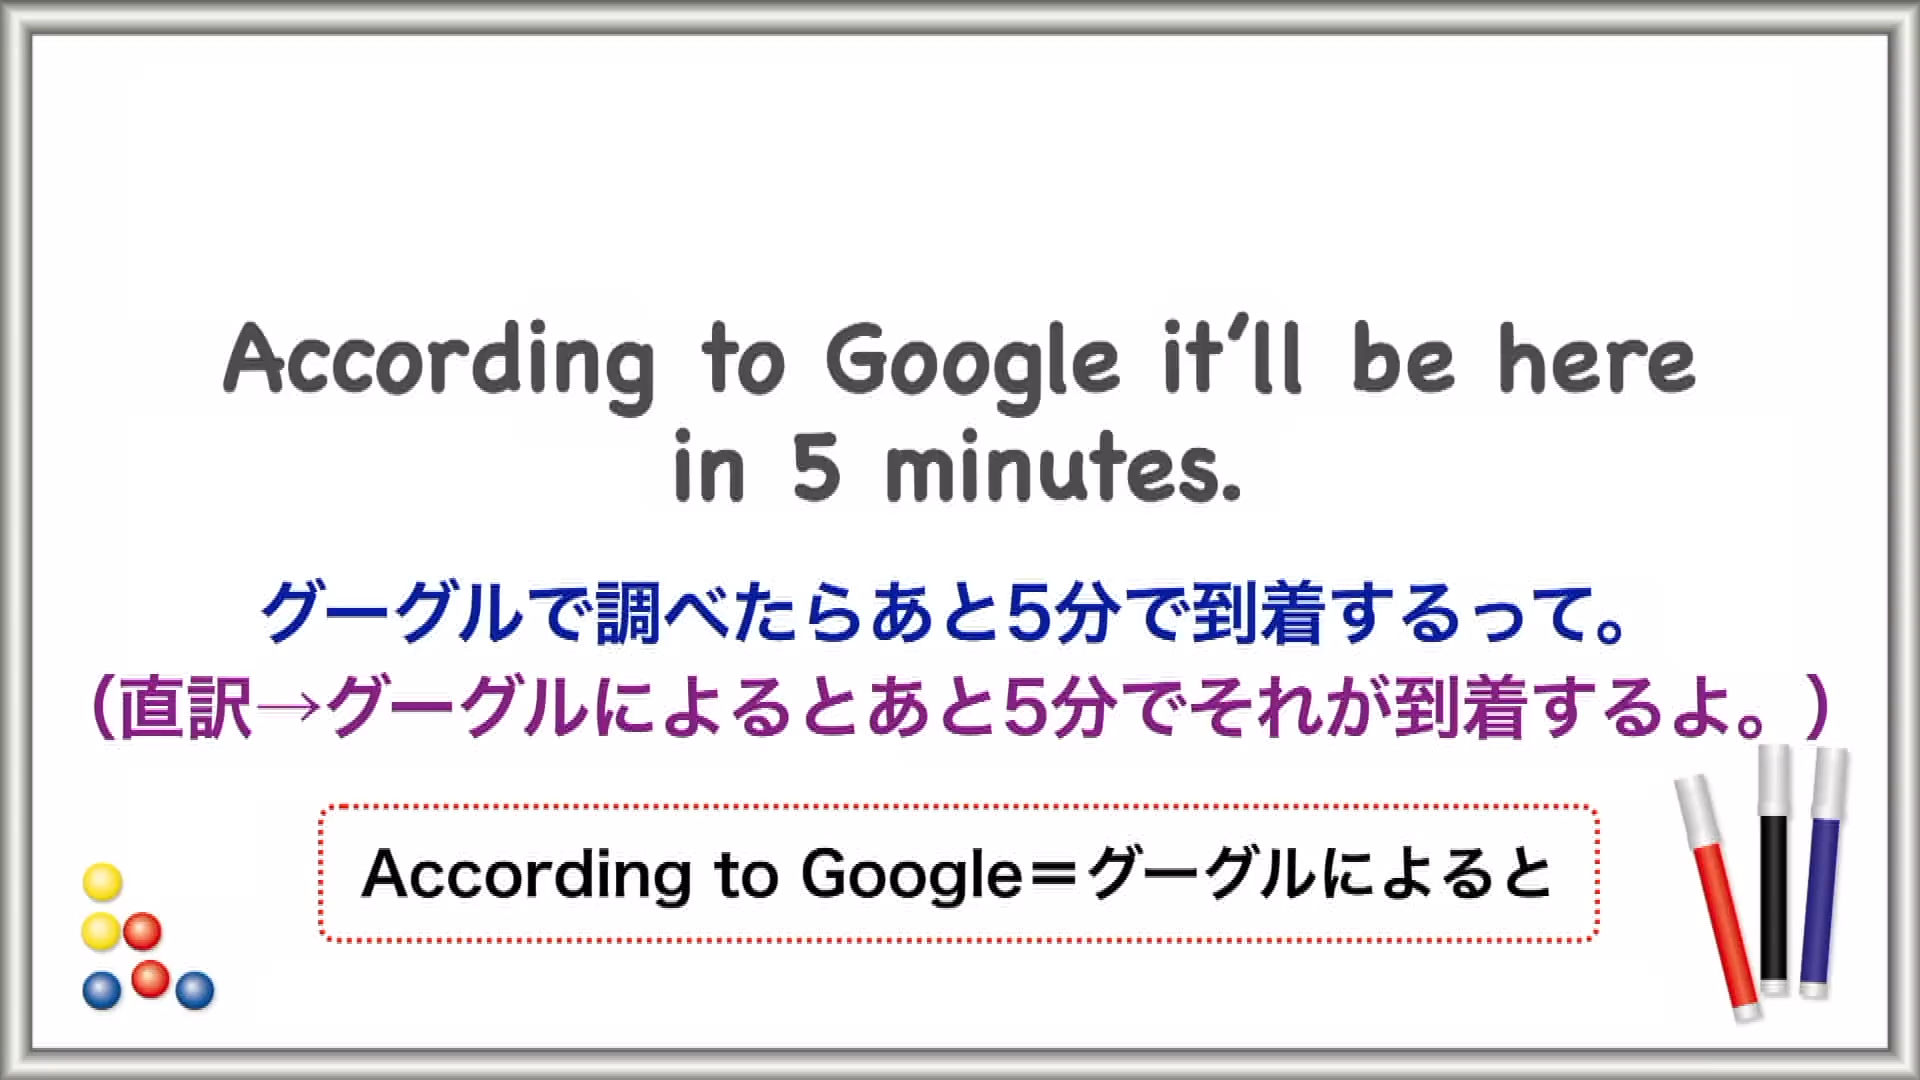 According to Google it'll be here
in 5 minutes.
グーグルで調べたらあと5分で到着するって。
(直訳→グーグルによるとあと5分でそれが到着するよ。)
According to Google＝グーグルによると